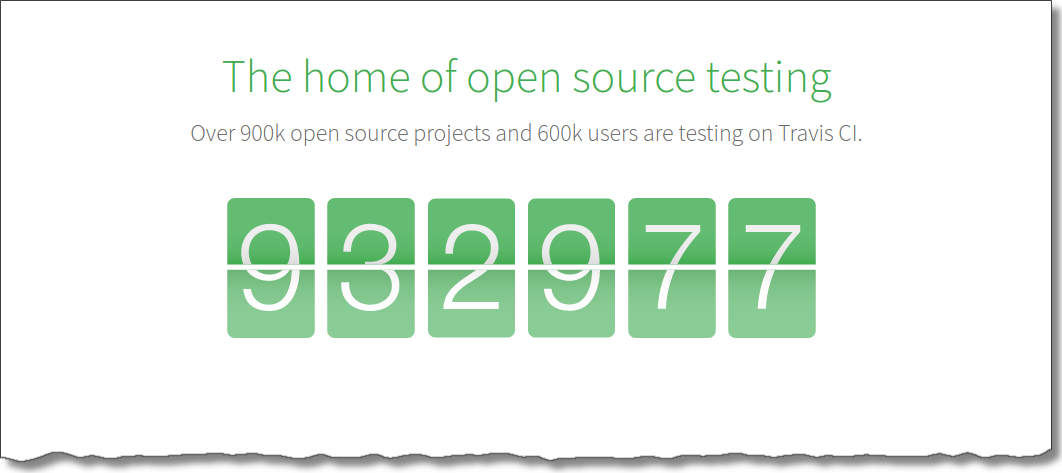 The home of open source testing
Over 900k open source projects and 600k users are testing on Travis CI.
932977